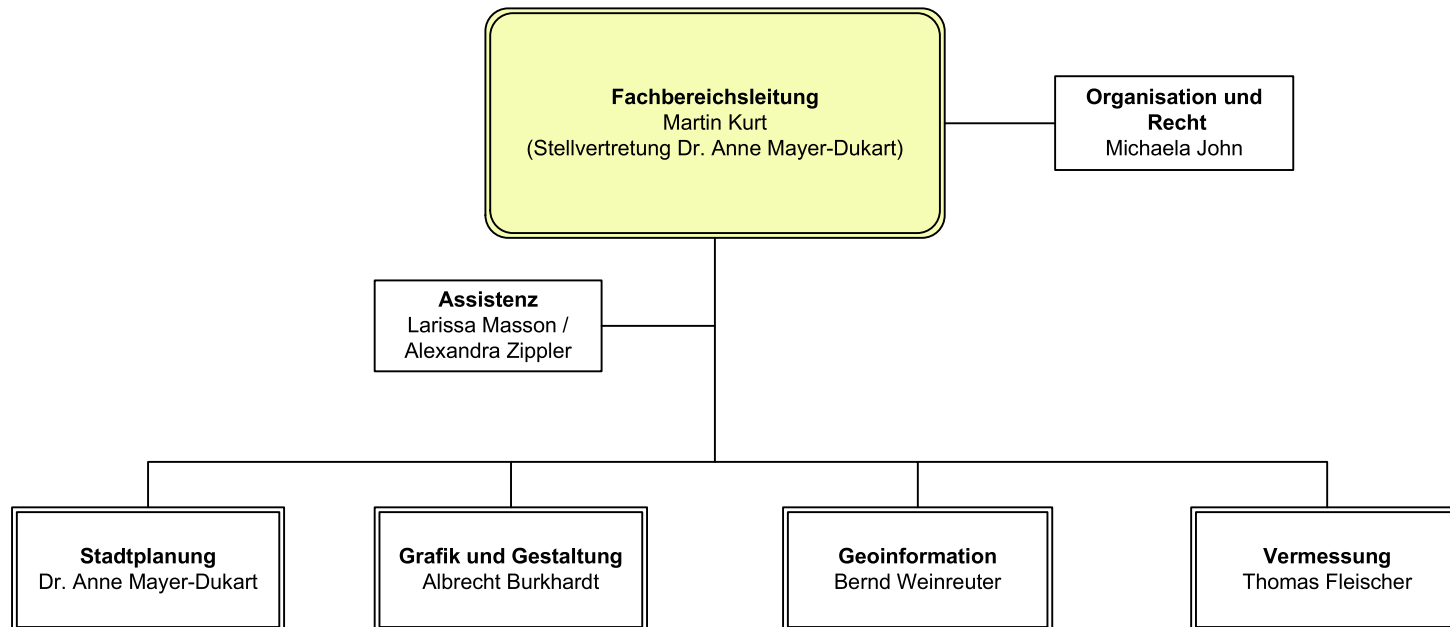 Fachbereichsleitung
Martin Kurt
(Stellvertretung Dr. Anne Mayer-Dukart)
Organisation und
Recht
Michaela John
Assistenz
Larissa Masson /
Alexandra Zippler
Stadtplanung
Dr. Anne Mayer-Dukart
Grafik und Gestaltung
Albrecht Burkhardt
Geoinformation
Bernd Weinreuter
Vermessung
Thomas Fleischer